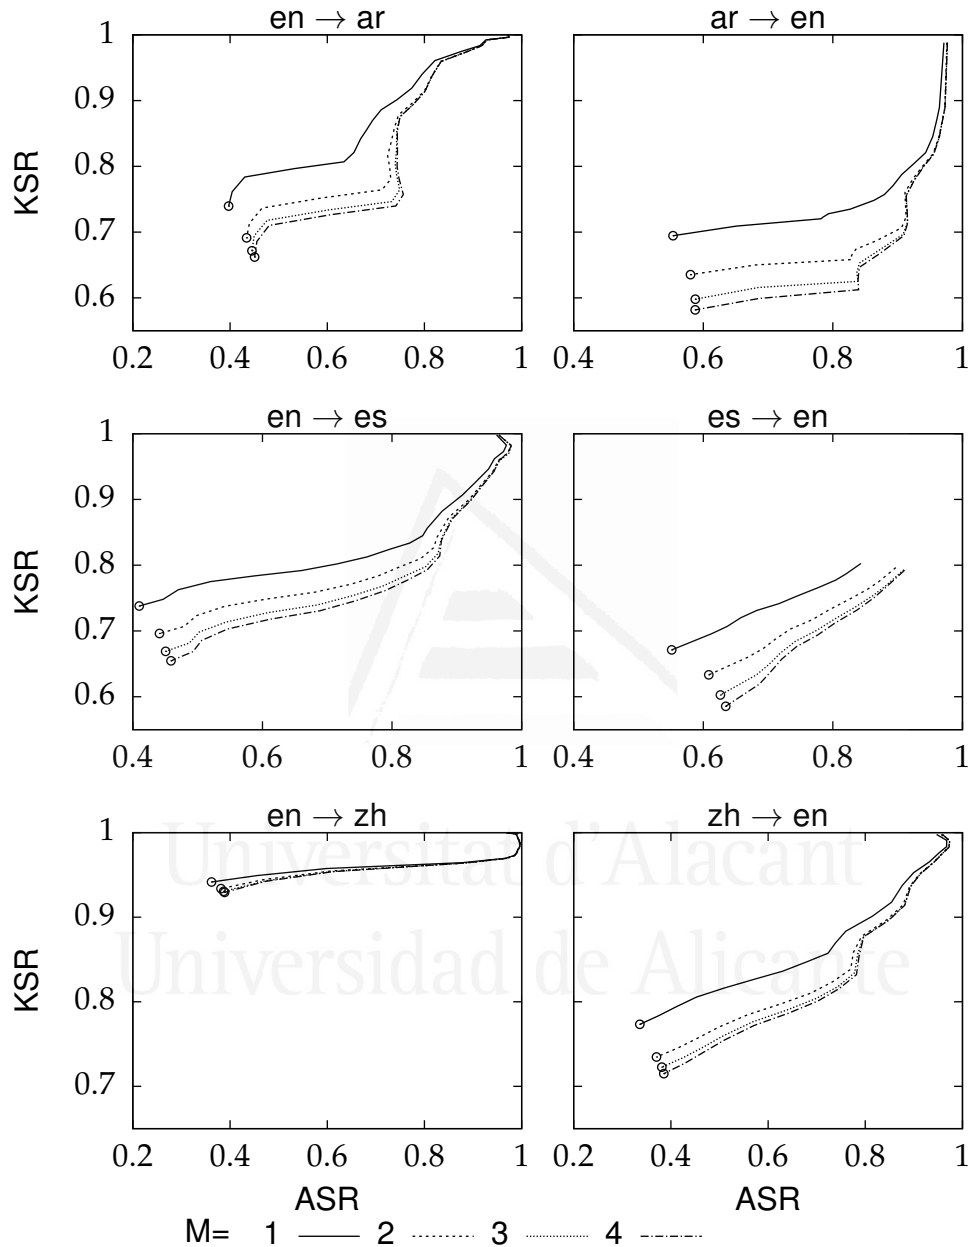 en → ar
ar → en
1
0.9
0.8
0.7
0.6
KSR
0.2 0.4 0.6 0.8 1
0.4 0.6 0.8 1
en → es
es → en
1
0.9
0.8
0.7
0.6
KSR
0.4 0.6 0.8 1
0.4 0.6 0.8 1
en → zh
zh → en
1
0.9
0.8
0.7
KSR
0.2 0.4 0.6 0.8 1
0.2 0.4 0.6 0.8 1
ASR
ASR
M= 1 2 3 4
Universitat d'Alacant
Universidad de Alicante